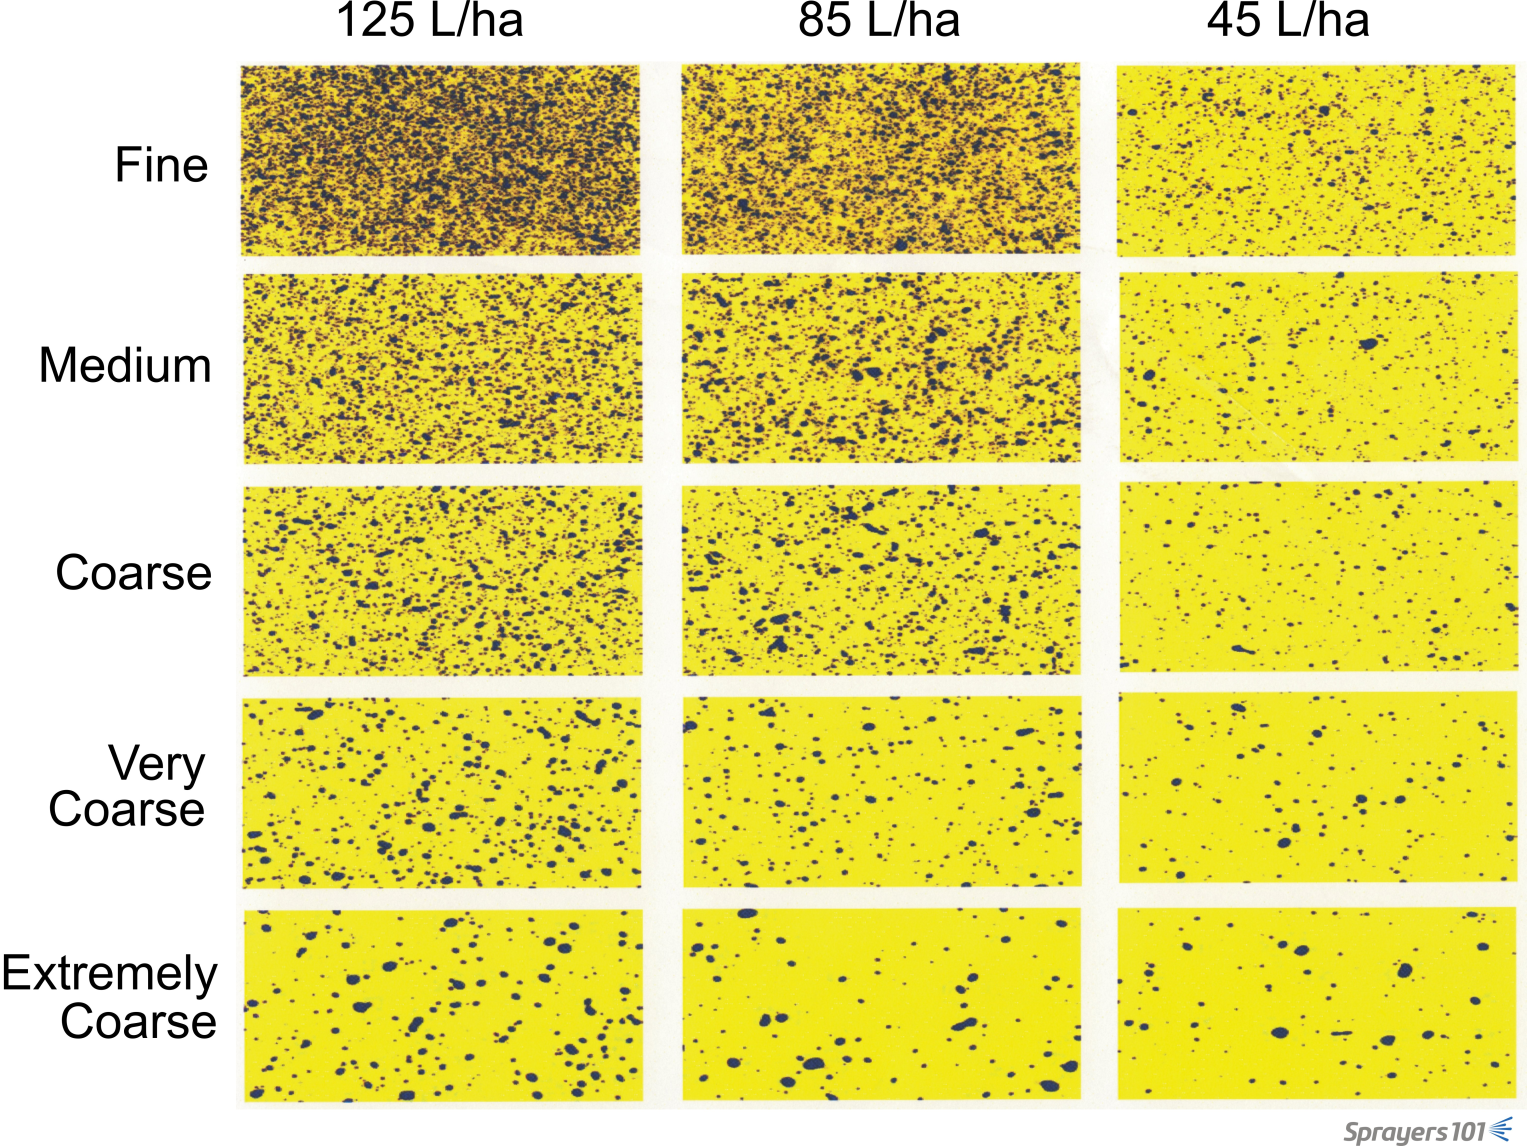 125 L/ha 85 L/ha 45 L/ha
Fine
Medium
Coarse
Very
Coarse
Extremely
Coarse
Sprayers101